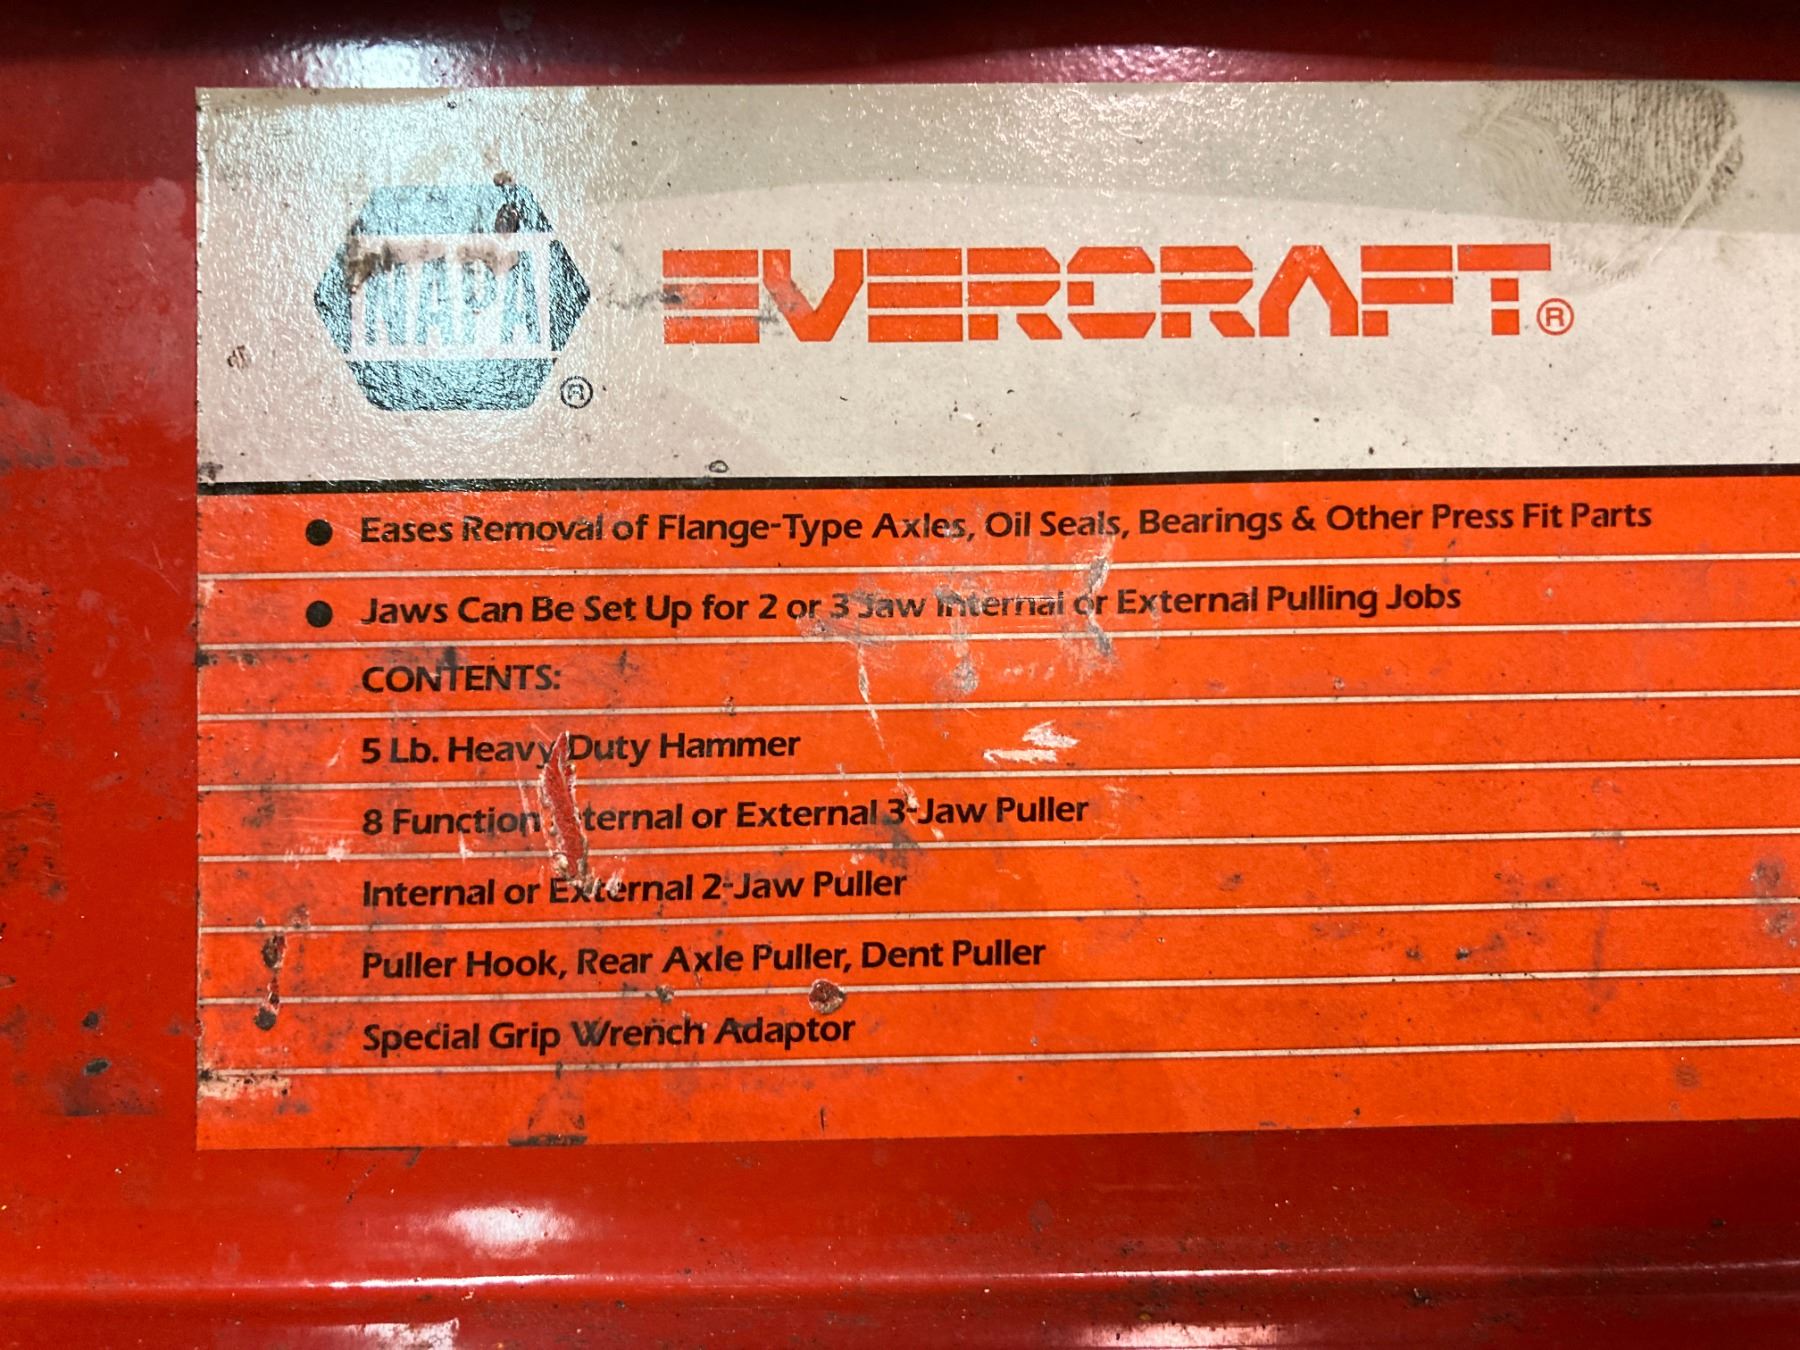 NAPA ®
EVERCRAFT®
● Eases Removal of Flange-Type Axles, Oil Seals, Bearings & Other Press Fit Parts
● Jaws Can Be Set Up for 2 or 3 Jaw Internal or External Pulling Jobs
CONTENTS:
5 Lb. Heavy Duty Hammer
8 Function Internal or External 3-Jaw Puller
Internal or External 2-Jaw Puller
Puller Hook, Rear Axle Puller, Dent Puller
Special Grip Wrench Adaptor